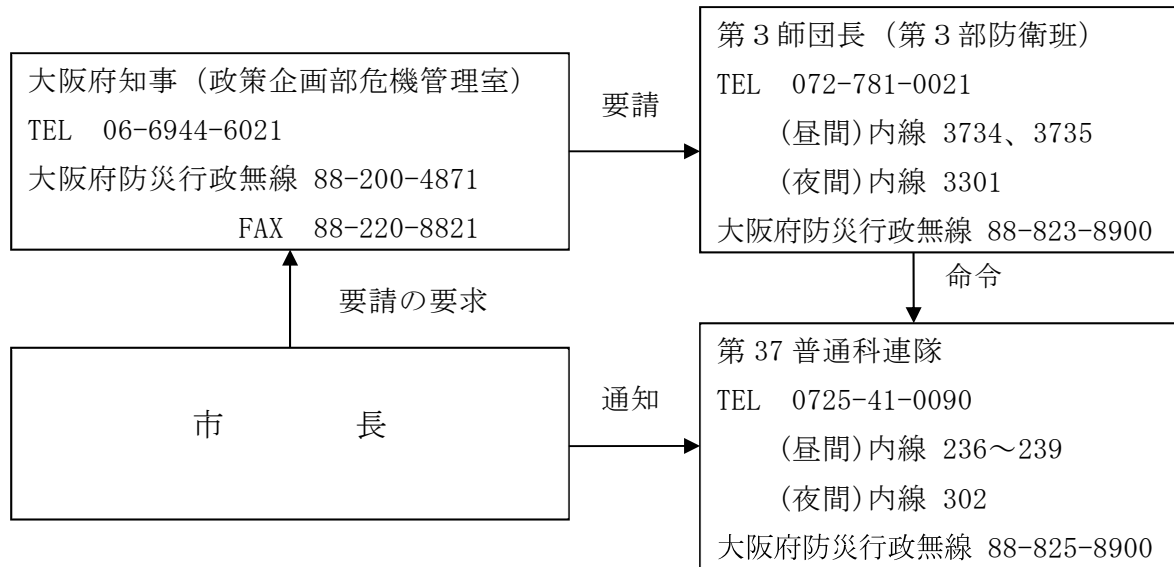 大阪府知事（政策企画部危機管理室）
TEL 06-6944-6021
大阪府防災行政無線 88-200-4871
FAX 88-220-8821
要請
第３師団長（第３部防衛班）
TEL 072-781-0021
(昼間)内線 3734、3735
(夜間)内線 3301
大阪府防災行政無線 88-823-8900
要請の要求
命令
市　　　長
通知
第 37 普通科連隊
TEL 0725-41-0090
(昼間)内線 236～239
(夜間)内線 302
大阪府防災行政無線 88-825-8900